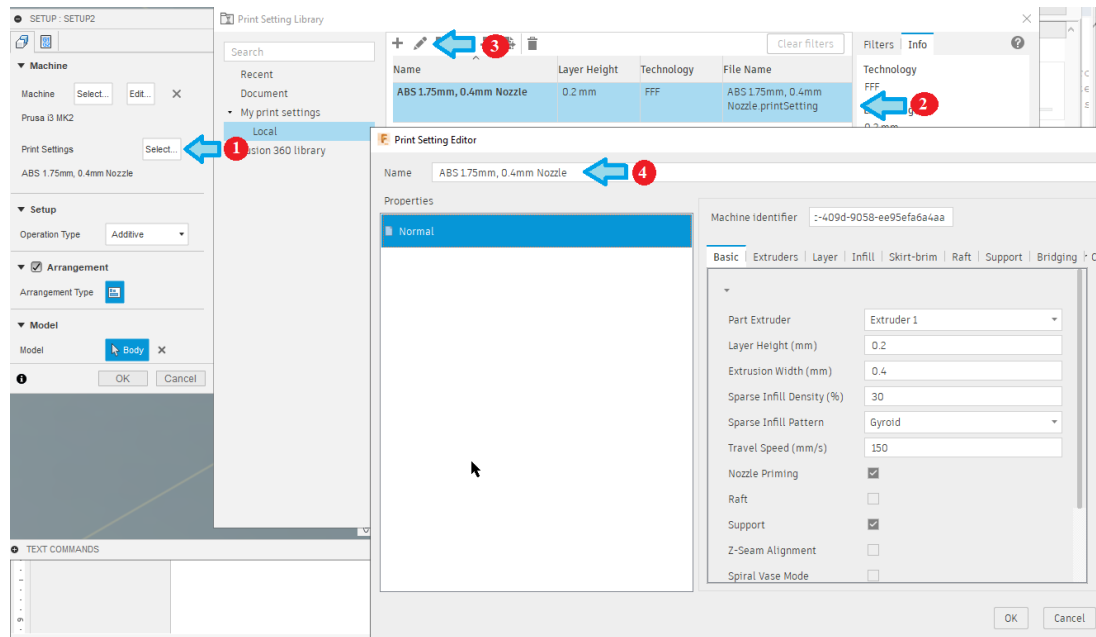 SETUP : SETUP2
Machine
Machine Select... Edit...
Prusa i3 MK2
Print Settings Select... 1
ABS 1.75mm, 0.4mm Nozzle
Setup
Operation Type Additive
Arrangement
Arrangement Type
Model
Model Body
OK Cancel
TEXT COMMANDS
Print Setting Library
Search
Recent
Document
My print settings
Local
library
3
Clear filters
Name Layer Height Technology File Name
ABS 1.75mm, 0.4mm Nozzle 0.2 mm FFF ABS 1.75mm, 0.4mm
Nozzle.printSetting
Filters Info
Technology
FFF
2
0.2 mm
Print Setting Editor
Name ABS 1.75mm, 0.4mm Nozzle 4
Properties
Normal
Machine identifier :-409d-9058-ee95efa6a4aa
Basic Extruders Layer Infill Skirt-brim Raft Support Bridging
Part Extruder Extruder 1
Layer Height (mm) 0.2
Extrusion Width (mm) 0.4
Sparse Infill Density (%) 30
Sparse Infill Pattern Gyroid
Travel Speed (mm/s) 150
Nozzle Priming
Raft
Support
Z-Seam Alignment
Spiral Vase Mode
OK Cancel